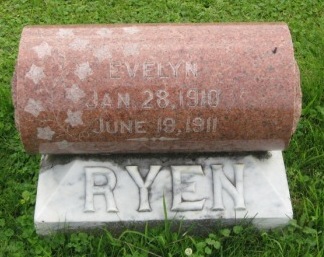 EVELYN
JAN. 28, 1910
JUNE 19, 1911
RYEN